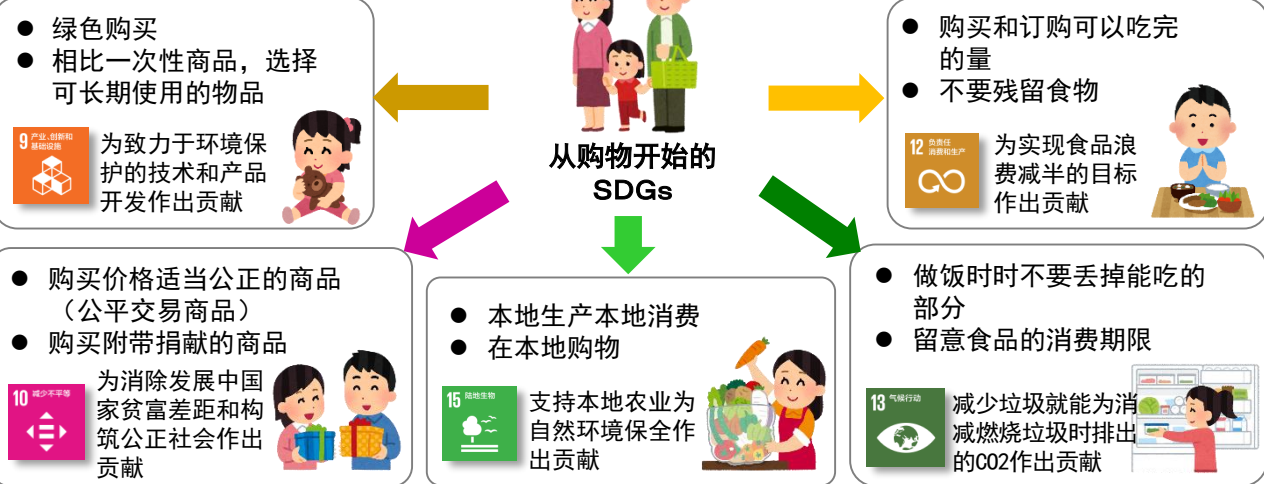 ● 绿色购买
● 相比一次性商品，选择
可长期使用的物品
9 产业、创新和
基础设施
为致力于环境保
护的技术和产品
开发作出贡献
从购物开始的
SDGs
● 购买和订购可以吃完
的量
● 不要残留食物
12 负责任
消费和生产
为实现食品浪
费减半的目标
作出贡献
● 购买价格适当公正的商品
（公平交易商品）
● 购买附带捐献的商品
10 减少不平等
为消除发展中国
家贫富差距和构
筑公正社会作出
贡献
● 本地生产本地消费
● 在本地购物
15 陆地生物
支持本地农业为
自然环境保全作
出贡献
● 做饭时时不要丢掉能吃的
部分
● 留意食品的消费期限
13 气候行动
减少垃圾就能为消
减燃烧垃圾时排出
的CO2作出贡献